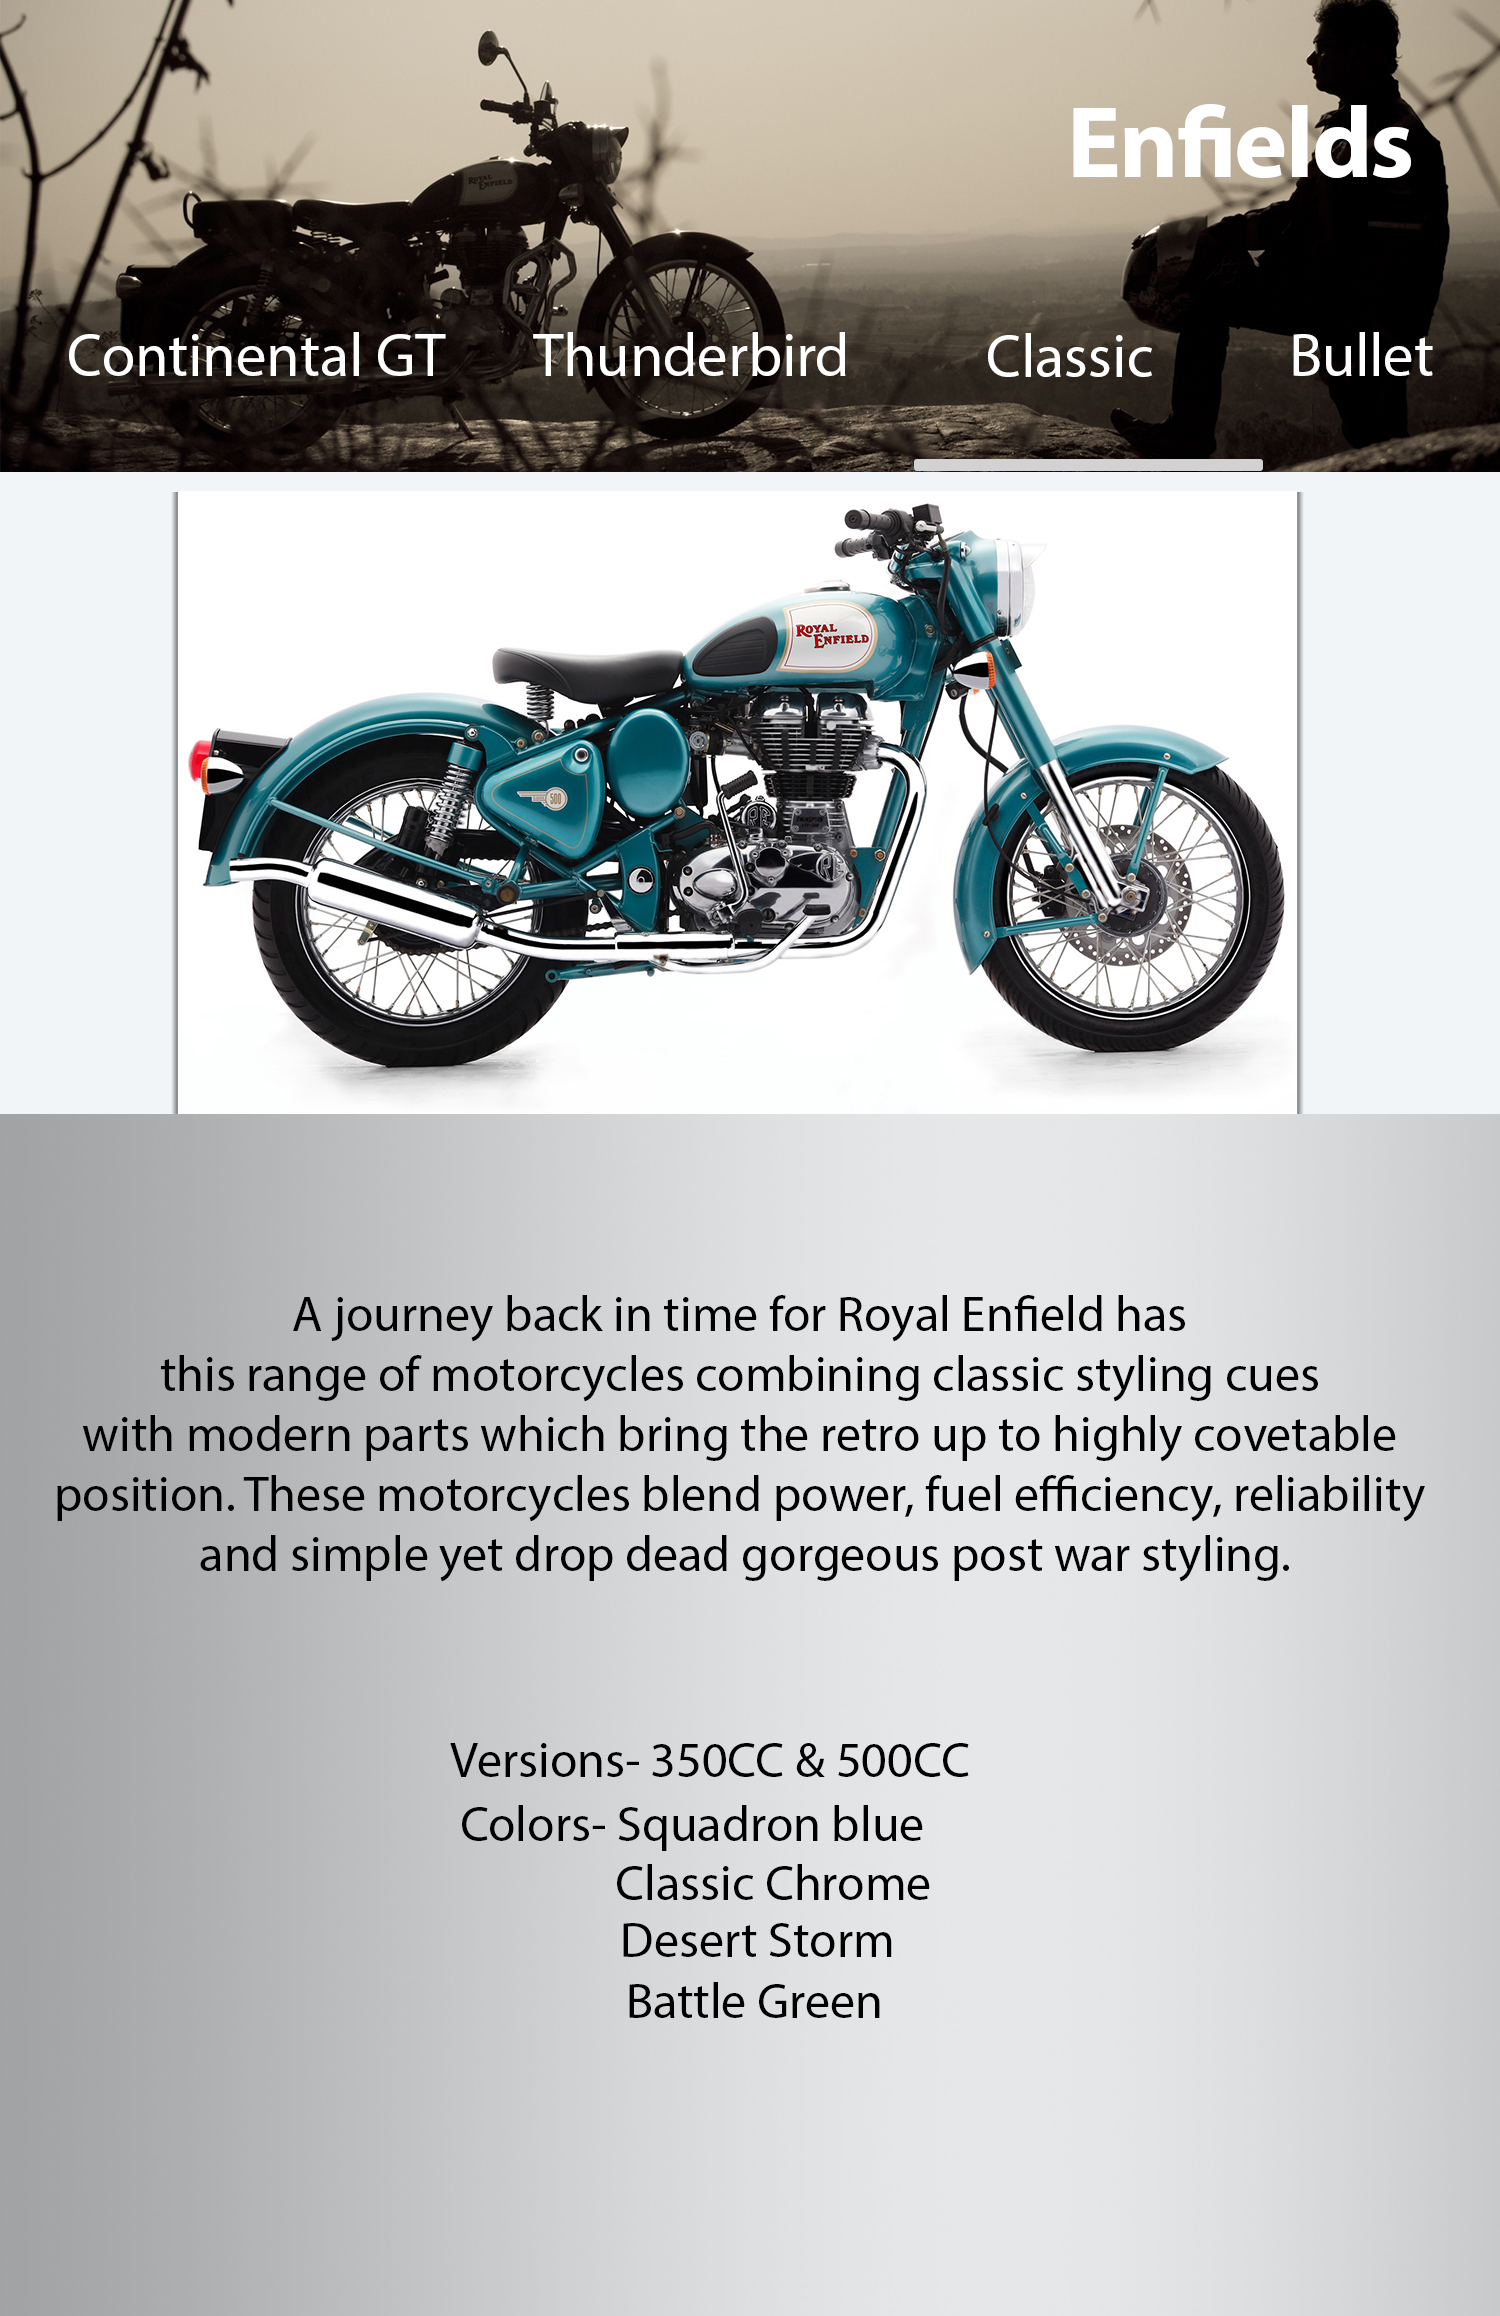 ROYAL
ENFIELD
Enfields
Continental GT Thunderbird Classic Bullet
ROYAL
ENFIELD
500
A journey back in time for Royal Enfield has
this range of motorcycles combining classic styling cues
with modern parts which bring the retro up to highly covetable
position. These motorcycles blend power, fuel efficiency, reliability
and simple yet drop dead gorgeous post war styling.
Versions- 350CC & 500CC
Colors- Squadron blue
Classic Chrome
Desert Storm
Battle Green